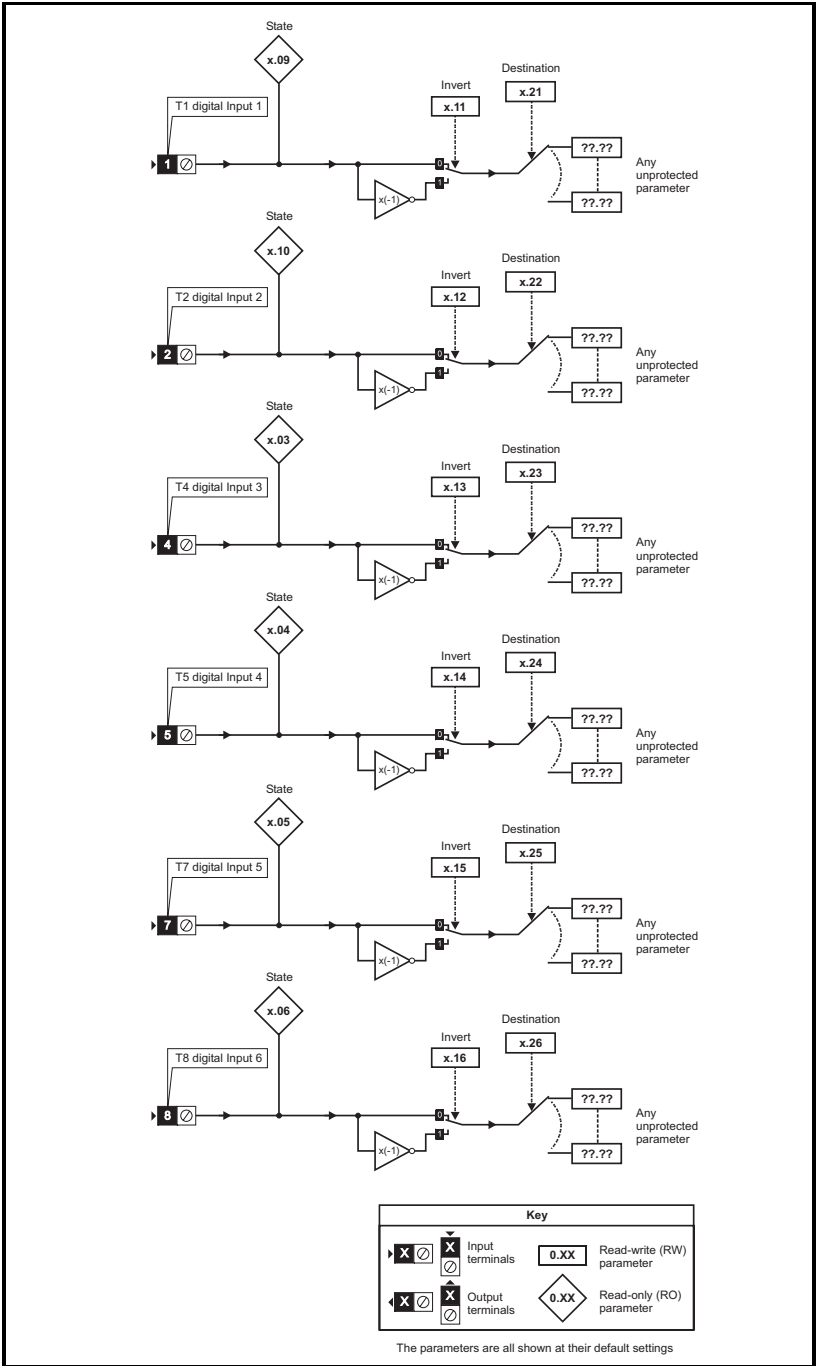 State
x.09
T1 digital Input 1
Invert
x.11
Destination
x.21
1
0
1
x(-1)
??.??
??.??
Any
unprotected
parameter
State
x.10
T2 digital Input 2
Invert
x.12
Destination
x.22
2
0
1
x(-1)
??.??
??.??
Any
unprotected
parameter
State
x.03
T4 digital Input 3
Invert
x.13
Destination
x.23
4
0
1
x(-1)
??.??
??.??
Any
unprotected
parameter
State
x.04
T5 digital Input 4
Invert
x.14
Destination
x.24
5
0
1
x(-1)
??.??
??.??
Any
unprotected
parameter
State
x.05
T7 digital Input 5
Invert
x.15
Destination
x.25
7
0
1
x(-1)
??.??
??.??
Any
unprotected
parameter
State
x.06
T8 digital Input 6
Invert
x.16
Destination
x.26
8
0
1
x(-1)
??.??
??.??
Any
unprotected
parameter
Key
X
X
Input
terminals
0.XX
Read-write (RW)
parameter
X
X
Output
terminals
0.XX
Read-only (RO)
parameter
The parameters are all shown at their default settings